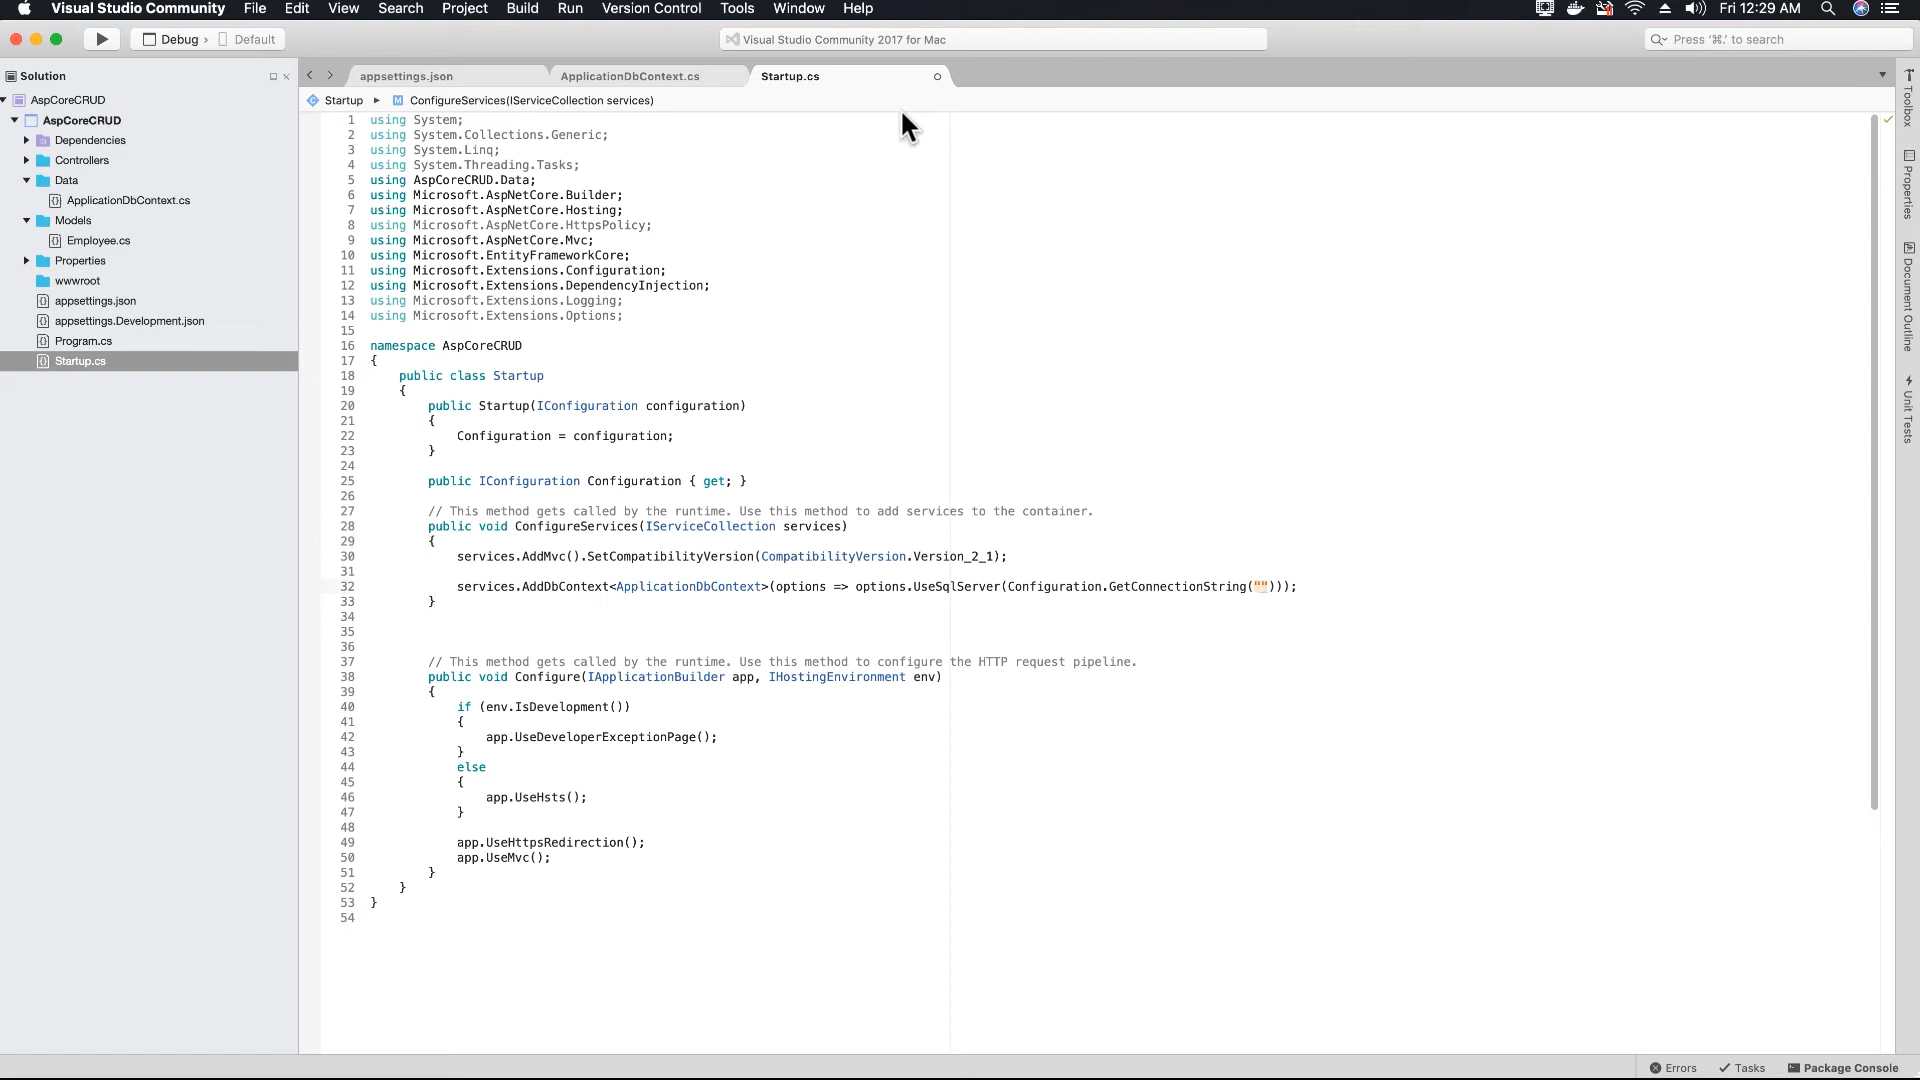 Visual Studio Community File Edit View Search Project Build Run Version Control Tools Window Help Fri 12:29 AM
Debug › Default Visual Studio Community 2017 for Mac Press ‘⌘.’ to search
Solution
AspCoreCRUD
AspCoreCRUD
Dependencies
Controllers
Data
ApplicationDbContext.cs
Models
Employee.cs
Properties
wwwroot
appsettings.json
appsettings.Development.json
Program.cs
Startup.cs
appsettings.json ApplicationDbContext.cs Startup.cs
Startup ConfigureServices(IServiceCollection services)
1 using System;
2 using System.Collections.Generic;
3 using System.Linq;
4 using System.Threading.Tasks;
5 using AspCoreCRUD.Data;
6 using Microsoft.AspNetCore.Builder;
7 using Microsoft.AspNetCore.Hosting;
8 using Microsoft.AspNetCore.HttpsPolicy;
9 using Microsoft.AspNetCore.Mvc;
10 using Microsoft.EntityFrameworkCore;
11 using Microsoft.Extensions.Configuration;
12 using Microsoft.Extensions.DependencyInjection;
13 using Microsoft.Extensions.Logging;
14 using Microsoft.Extensions.Options;
15
16 namespace AspCoreCRUD
17 {
18 public class Startup
19 {
20 public Startup(IConfiguration configuration)
21 {
22 Configuration = configuration;
23 }
24
25 public IConfiguration Configuration { get; }
26
27 // This method gets called by the runtime. Use this method to add services to the container.
28 public void ConfigureServices(IServiceCollection services)
29 {
30 services.AddMvc().SetCompatibilityVersion(CompatibilityVersion.Version_2_1);
31
32 services.AddDbContext<ApplicationDbContext>(options => options.UseSqlServer(Configuration.GetConnectionString("")));
33 }
34
35
36
37 // This method gets called by the runtime. Use this method to configure the HTTP request pipeline.
38 public void Configure(IApplicationBuilder app, IHostingEnvironment env)
39 {
40 if (env.IsDevelopment())
41 {
42 app.UseDeveloperExceptionPage();
43 }
44 else
45 {
46 app.UseHsts();
47 }
48
49 app.UseHttpsRedirection();
50 app.UseMvc();
51 }
52 }
53 }
54
Toolbox
Properties
Document Outline
Unit Tests
Errors Tasks Package Console